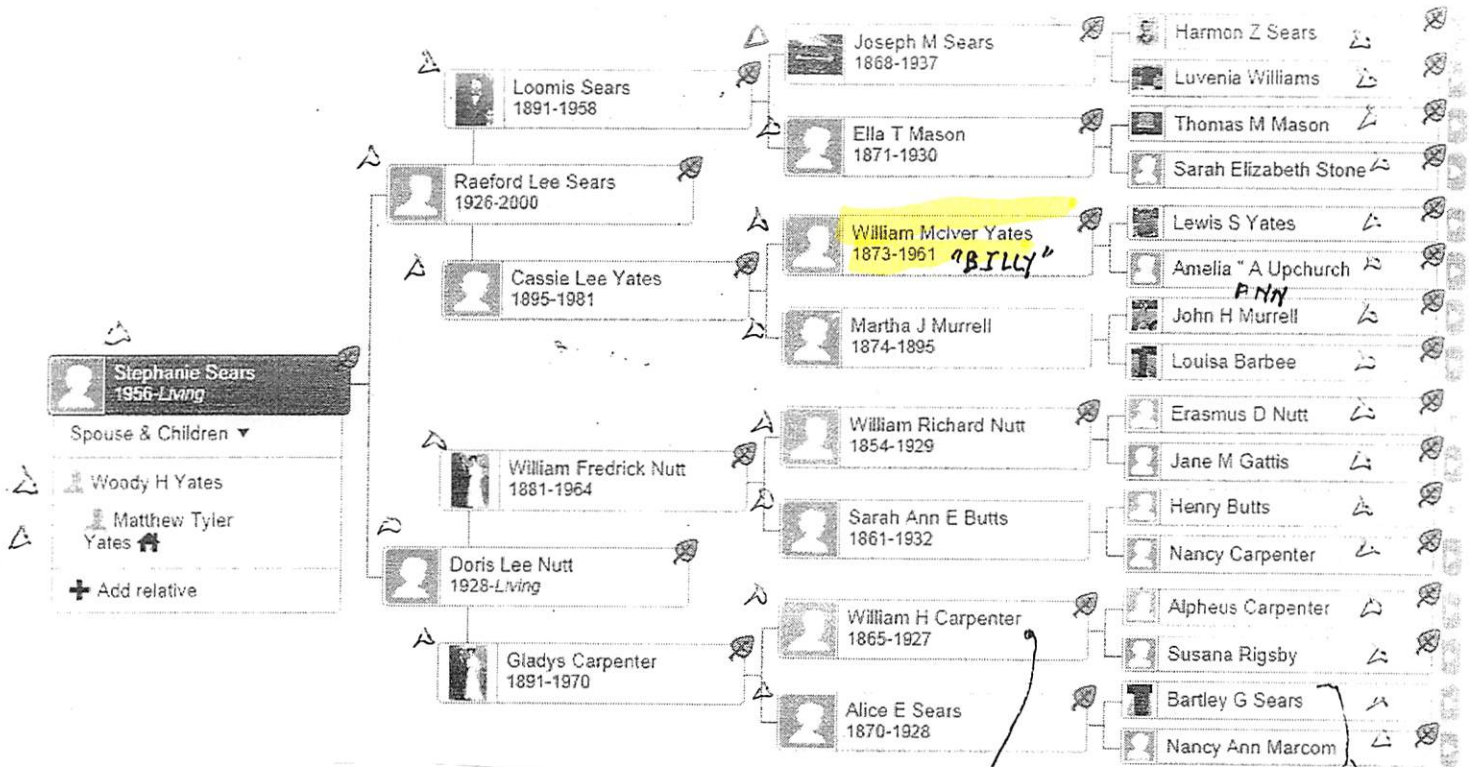 Stephanie Sears
1956-Living
Spouse & Children ▼
Woody H Yates
Matthew Tyler
Yates
Add relative
Raeford Lee Sears
1926-2000
Doris Lee Nutt
1928-Living
Loomis Sears
1891-1958
Cassie Lee Yates
1895-1981
William Fredrick Nutt
1881-1964
Gladys Carpenter
1891-1970
Joseph M Sears
1868-1937
Ella T Mason
1871-1930
William McIver Yates
1873-1961 "BILLY"
Martha J Murrell
1874-1895
William Richard Nutt
1854-1929
Sarah Ann E Butts
1861-1932
William H Carpenter
1865-1927
Alice E Sears
1870-1928
Harmon Z Sears
Luvenia Williams
Thomas M Mason
Sarah Elizabeth Stone
Lewis S Yates
Amelia " A Upchurch
ANN
John H Murrell
Louisa Barbee
Erasmus D Nutt
Jane M Gattis
Henry Butts
Nancy Carpenter
Alpheus Carpenter
Susana Rigsby
Bartley G Sears
Nancy Ann Marcom